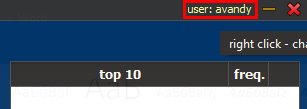 user: avandy
right click - cha
top 10 freq.